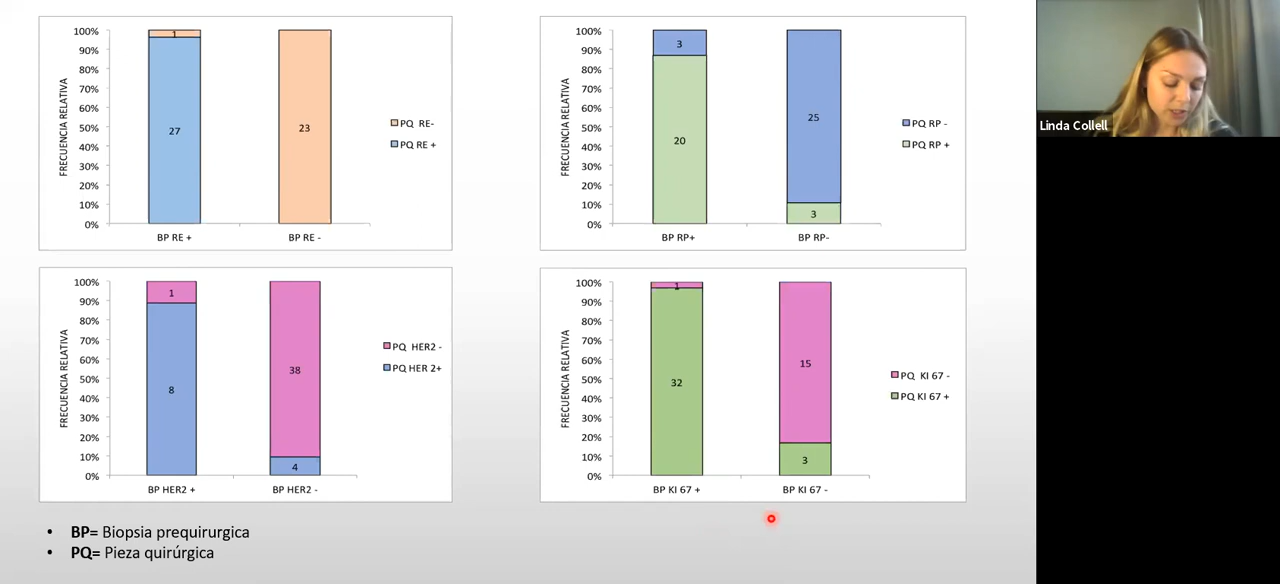 100%
90%
80%
70%
60%
50%
40%
30%
20%
10%
0%
FRECUENCIA RELATIVA
1
27
23
BP RE +
BP RE -
PQ RE-
PQ RE +
100%
90%
80%
70%
60%
50%
40%
30%
20%
10%
0%
FRECUENCIA RELATIVA
3
20
25
3
BP RP+
BP RP-
PQ RP -
PQ RP +
Linda Collell
100%
90%
80%
70%
60%
50%
40%
30%
20%
10%
0%
FRECUENCIA RELATIVA
1
8
38
4
BP HER2 +
BP HER2 -
PQ HER2 -
PQ HER 2+
100%
90%
80%
70%
60%
50%
40%
30%
20%
10%
0%
FRECUENCIA RELATIVA
1
32
15
3
BP KI 67 +
BP KI 67 -
PQ KI 67 -
PQ KI 67 +
• BP= Biopsia prequirurgica
• PQ= Pieza quirúrgica